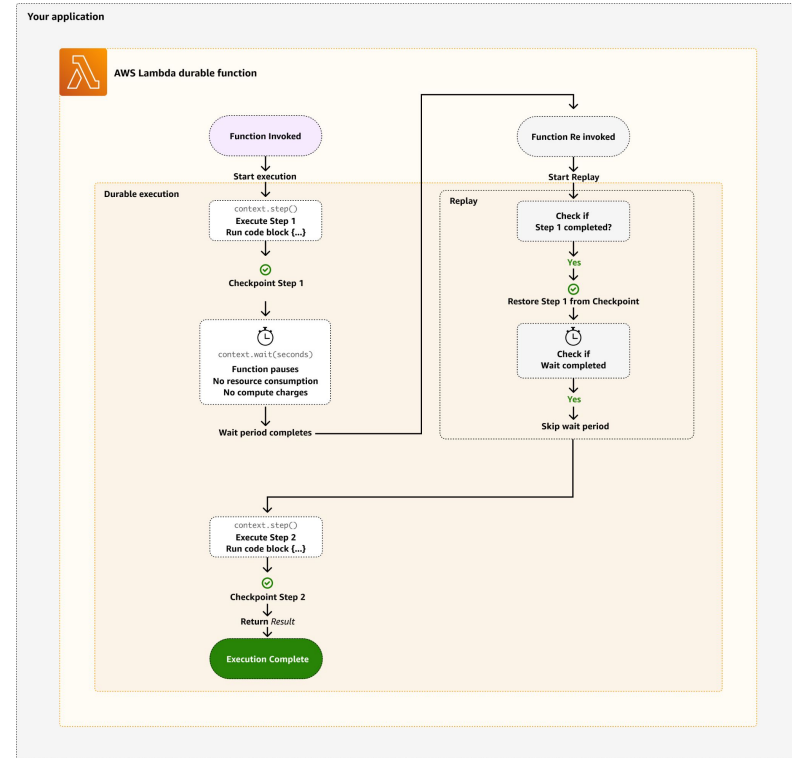 Your application
AWS Lambda durable function
Function Invoked
Start execution
Durable execution
context.step()
Execute Step 1
Run code block {...}
Checkpoint Step 1
context.wait(seconds)
Function pauses
No resource consumption
No compute charges
Wait period completes
Function Re invoked
Start Replay
Replay
Check if
Step 1 completed?
Yes
Restore Step 1 from Checkpoint
Check if
Wait completed
Yes
Skip wait period
context.step()
Execute Step 2
Run code block {...}
Checkpoint Step 2
Return Result
Execution Complete